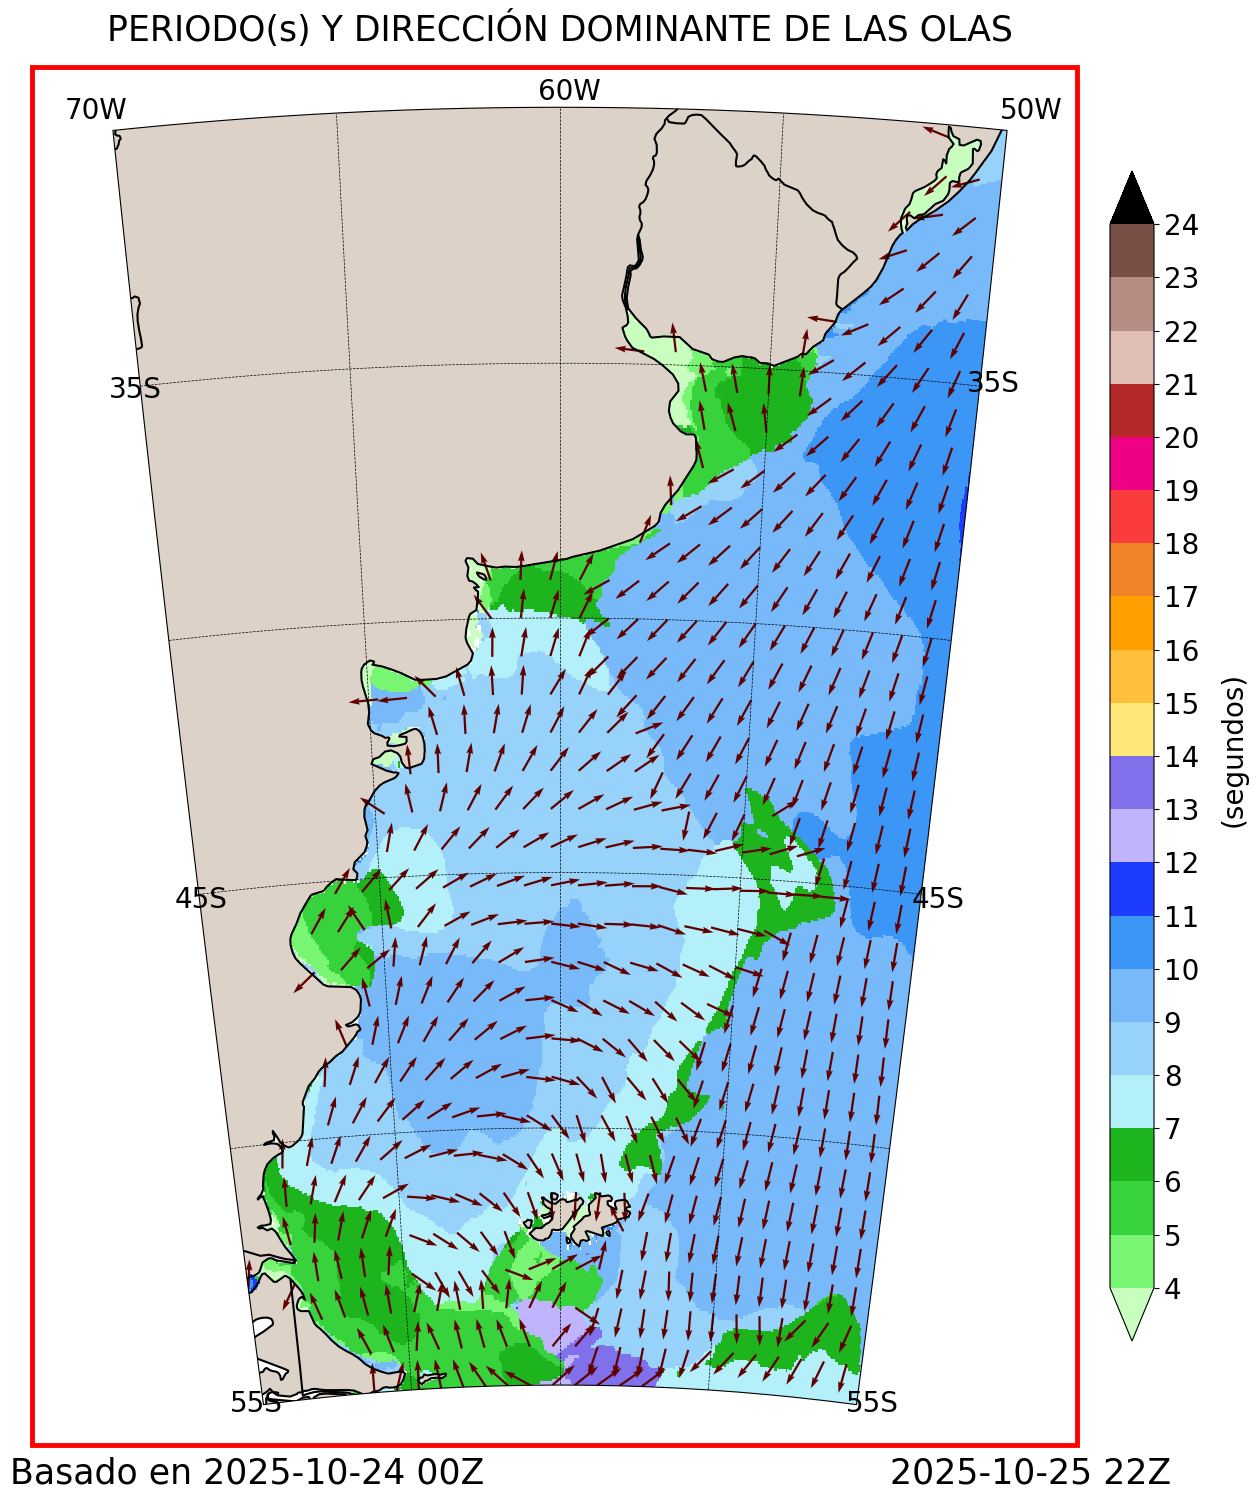 PERIODO(s) Y DIRECCIÓN DOMINANTE DE LAS OLAS
70W
60W
50W
35S
35S
45S
45S
55S
55S
24
23
22
21
20
19
18
17
16
15
14
13
12
11
10
9
8
7
6
5
4
(segundos)
Basado en 2025-10-24 00Z
2025-10-25 22Z